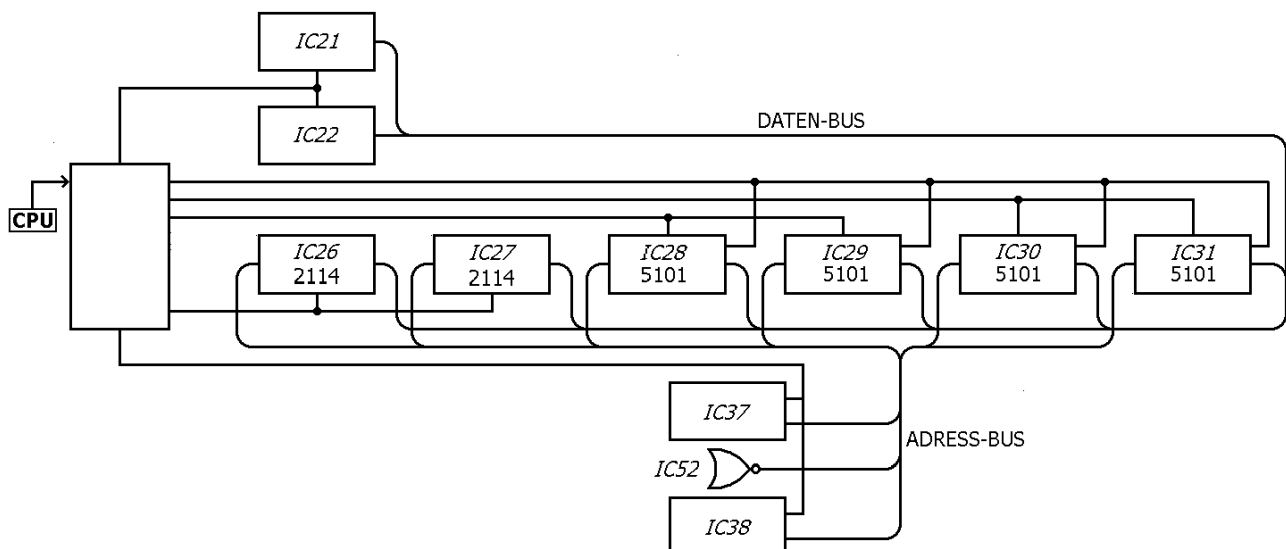 IC21
IC22
DATEN-BUS
CPU
IC26
2114
IC27
2114
IC28
5101
IC29
5101
IC30
5101
IC31
5101
IC37
ADRESS-BUS
IC52
IC38